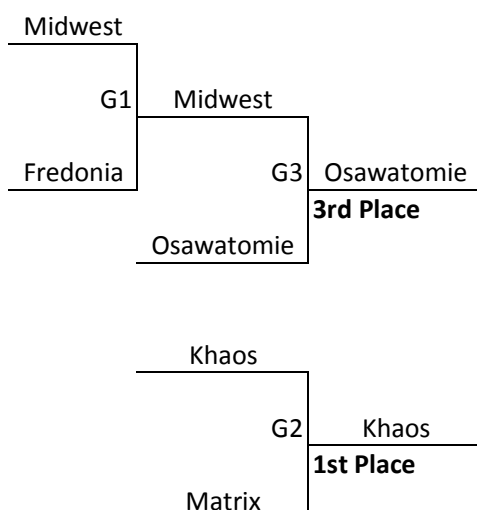 Midwest
G1 Midwest
Fredonia
G3 Osawatomie
3rd Place
Osawatomie
Khaos
G2 Khaos
1st Place
Matrix